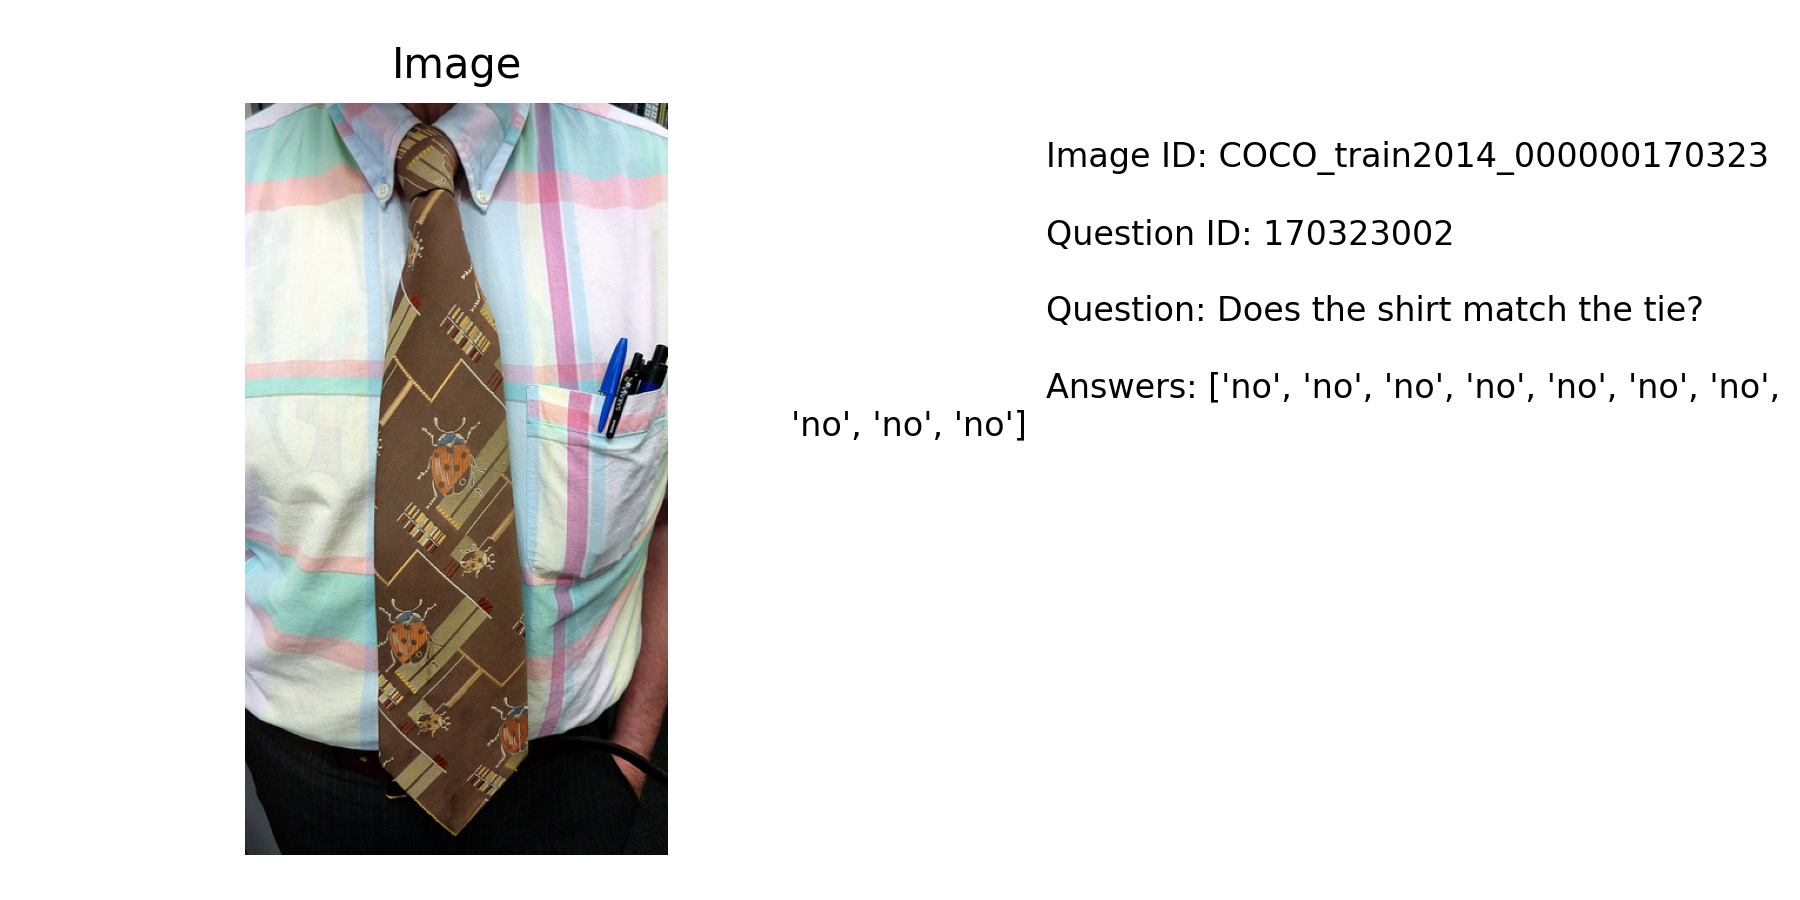 Image
Image ID: COCO_train2014_000000170323
Question ID: 170323002
Question: Does the shirt match the tie?
Answers: ['no', 'no', 'no', 'no', 'no', 'no', 'no',
'no', 'no', 'no']